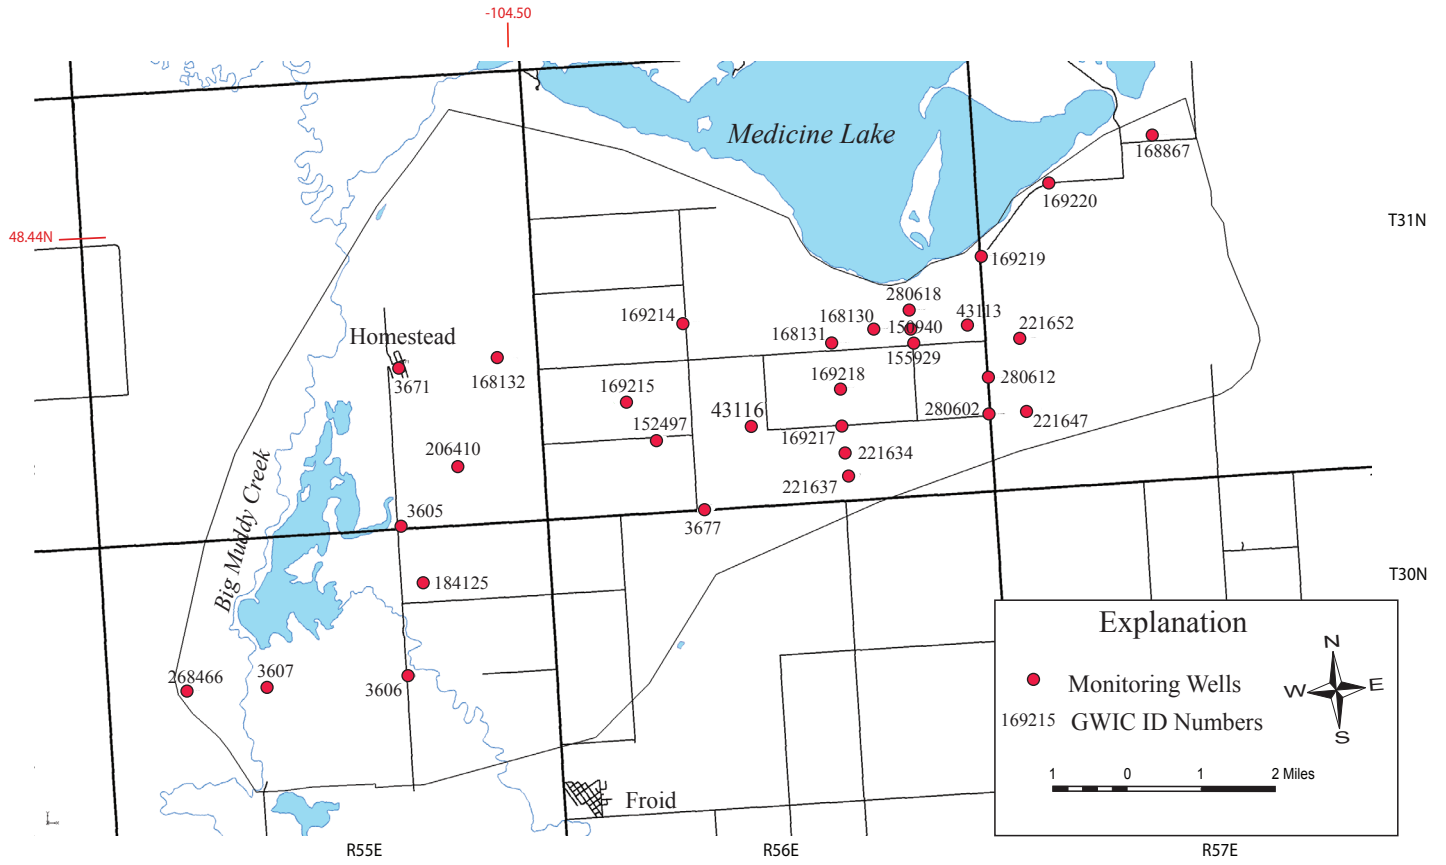 -104.50
Medicine Lake
168867
169220
T31N
48.44N
169219
280618
169214
168130
43113
150940
221652
168131
Homestead
155929
3671
168132
169218
280612
169215
43116
280602
221647
152497
169217
206410
221634
221637
Big Muddy Creek
3605
3677
184125
T30N
268466
3607
3606
Explanation
N
Monitoring Wells
W
E
169215 GWIC ID Numbers
S
1 0 1 2 Miles
Froid
R55E
R56E
R57E